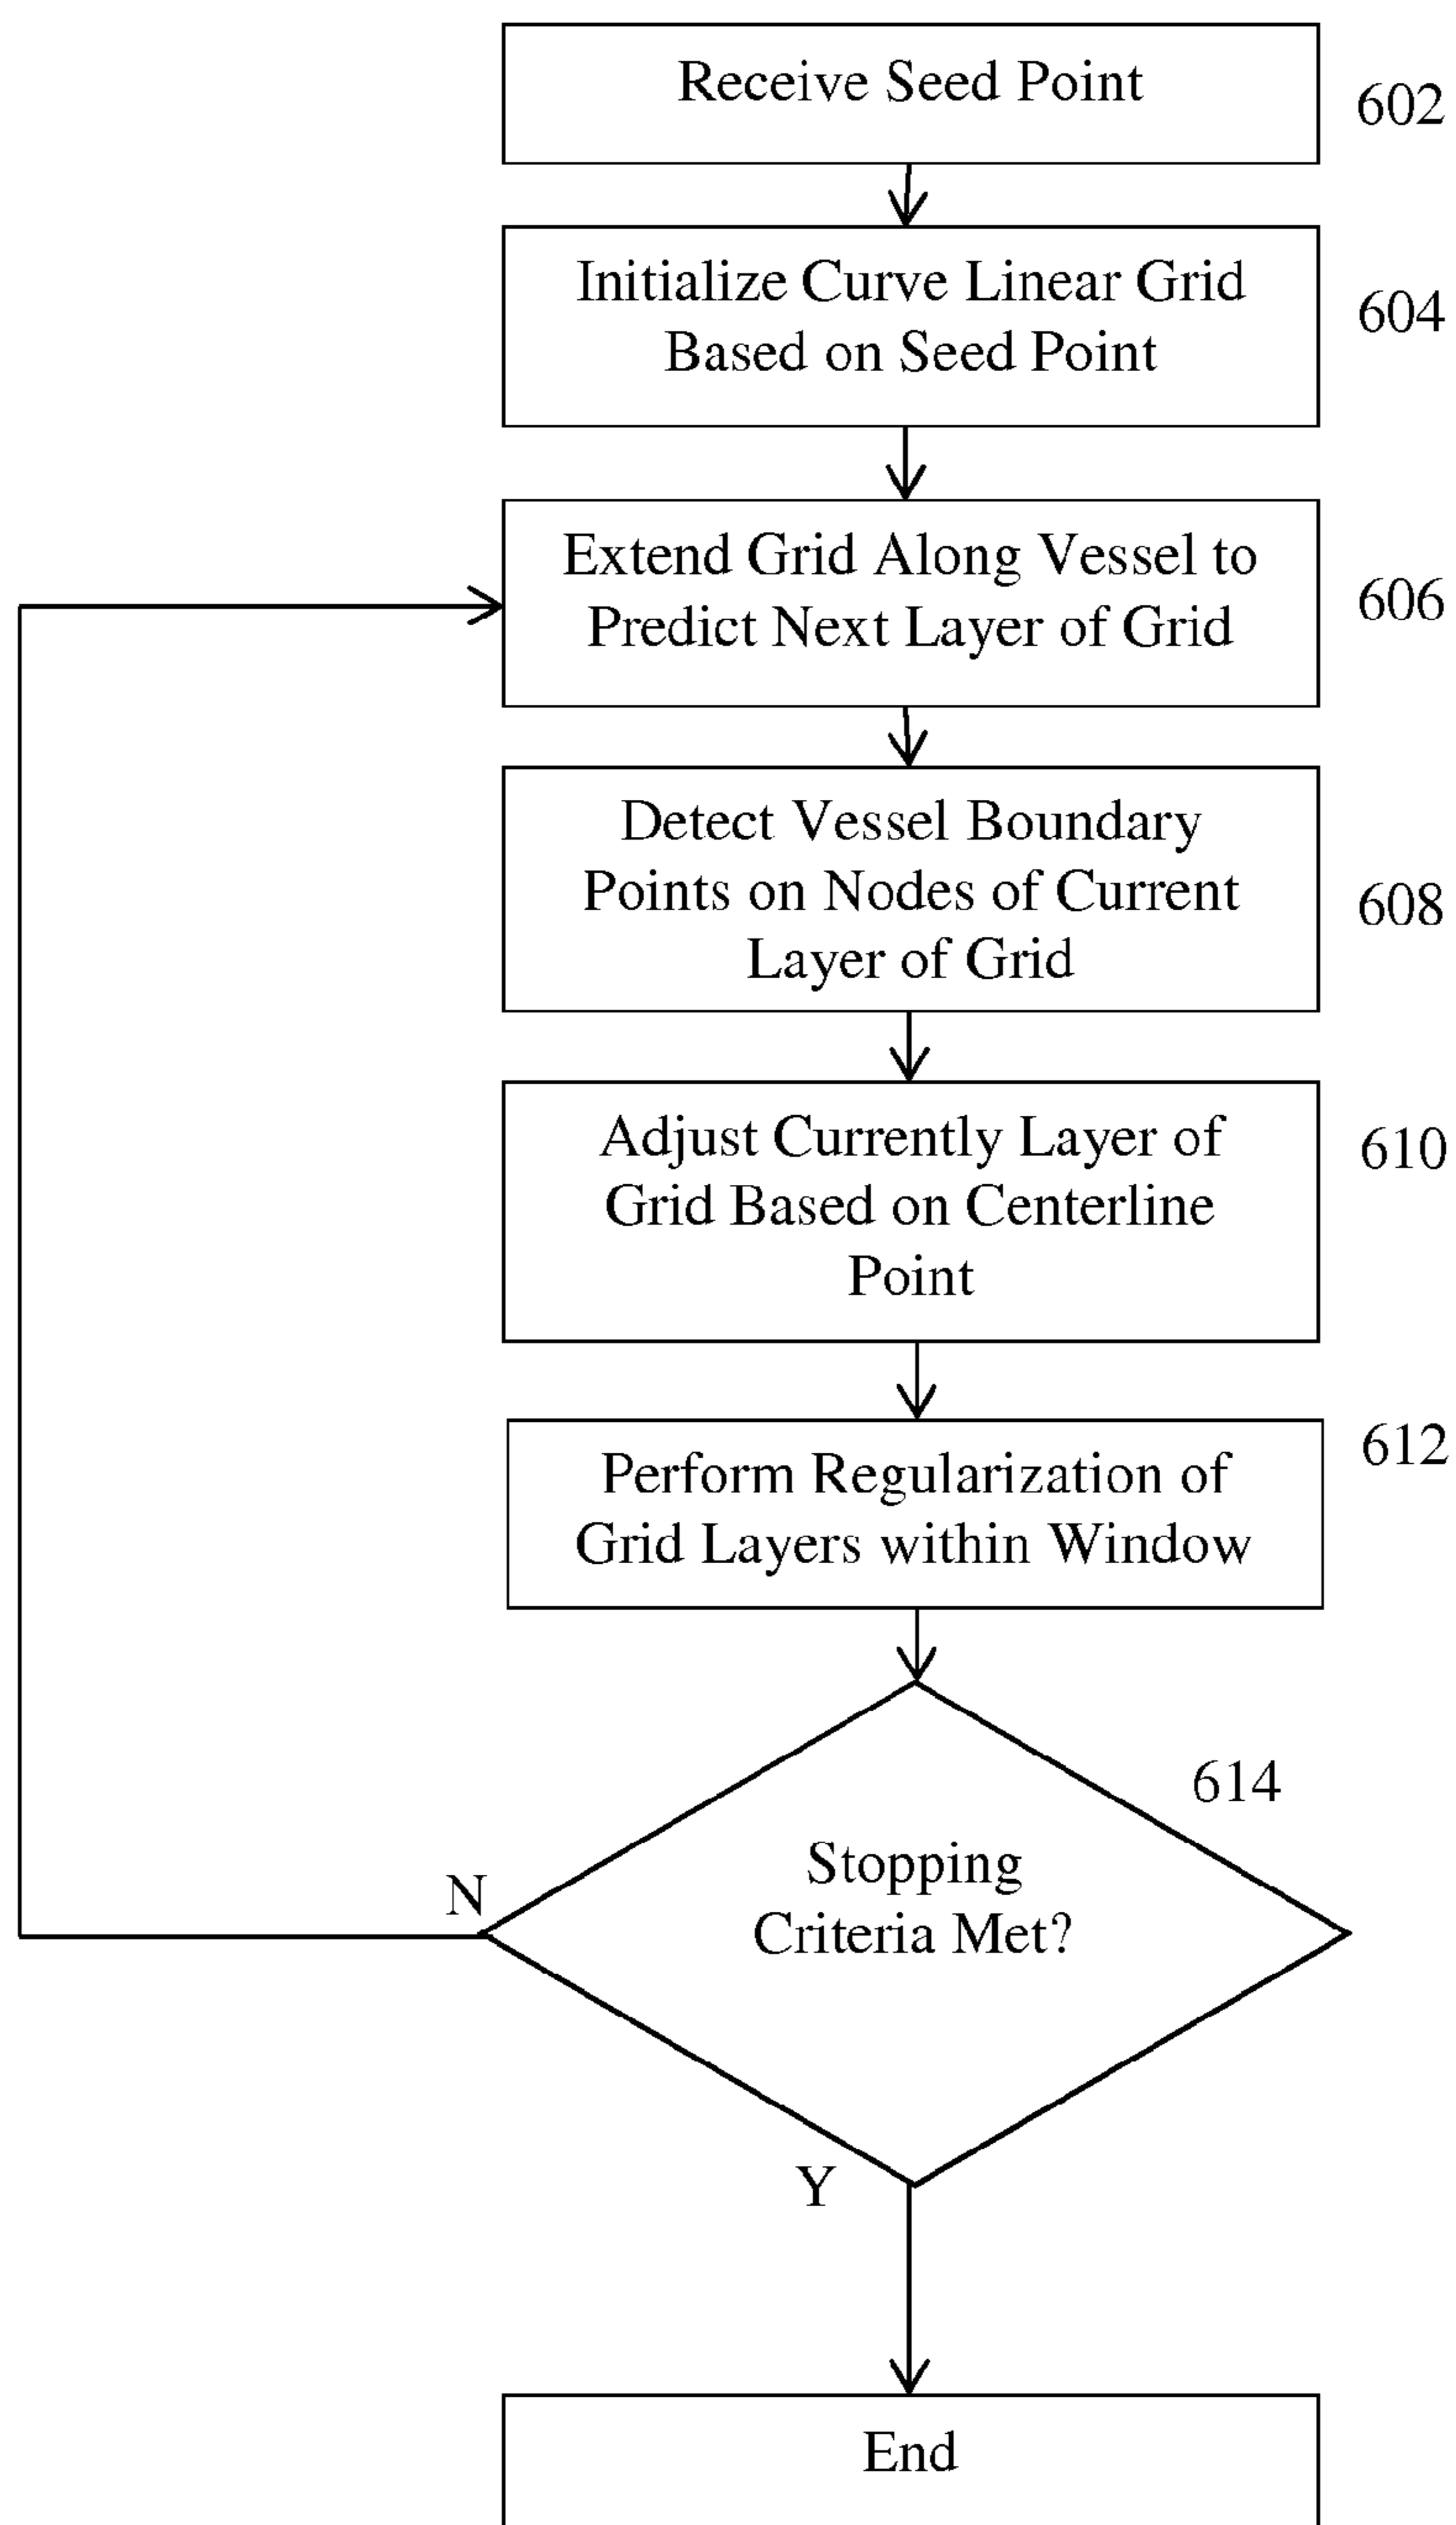 Receive Seed Point
602
Initialize Curve Linear Grid
Based on Seed Point
604
Extend Grid Along Vessel to
Predict Next Layer of Grid
606
Detect Vessel Boundary
Points on Nodes of Current
Layer of Grid
608
Adjust Currently Layer of
Grid Based on Centerline
Point
610
Perform Regularization of
Grid Layers within Window
612
614
Stopping
Criteria Met?
N
Y
End